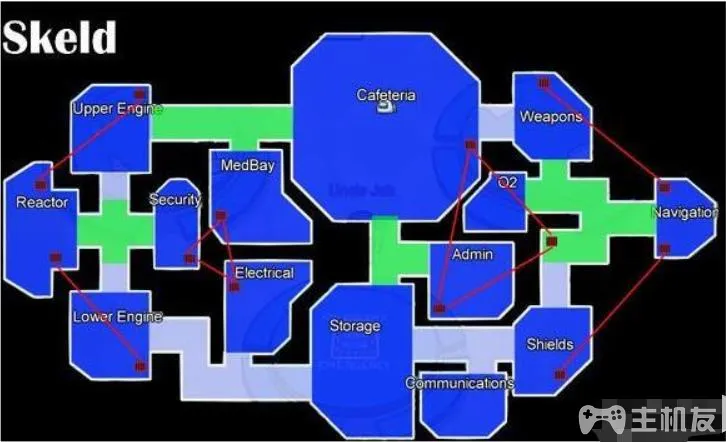 Skeld
Cafeteria
Upper Engine
Weapons
MedBay
O2
Security
Reactor
Navigation
Admin
Electrical
Lower Engine
Storage
Shields
Communications
主机友